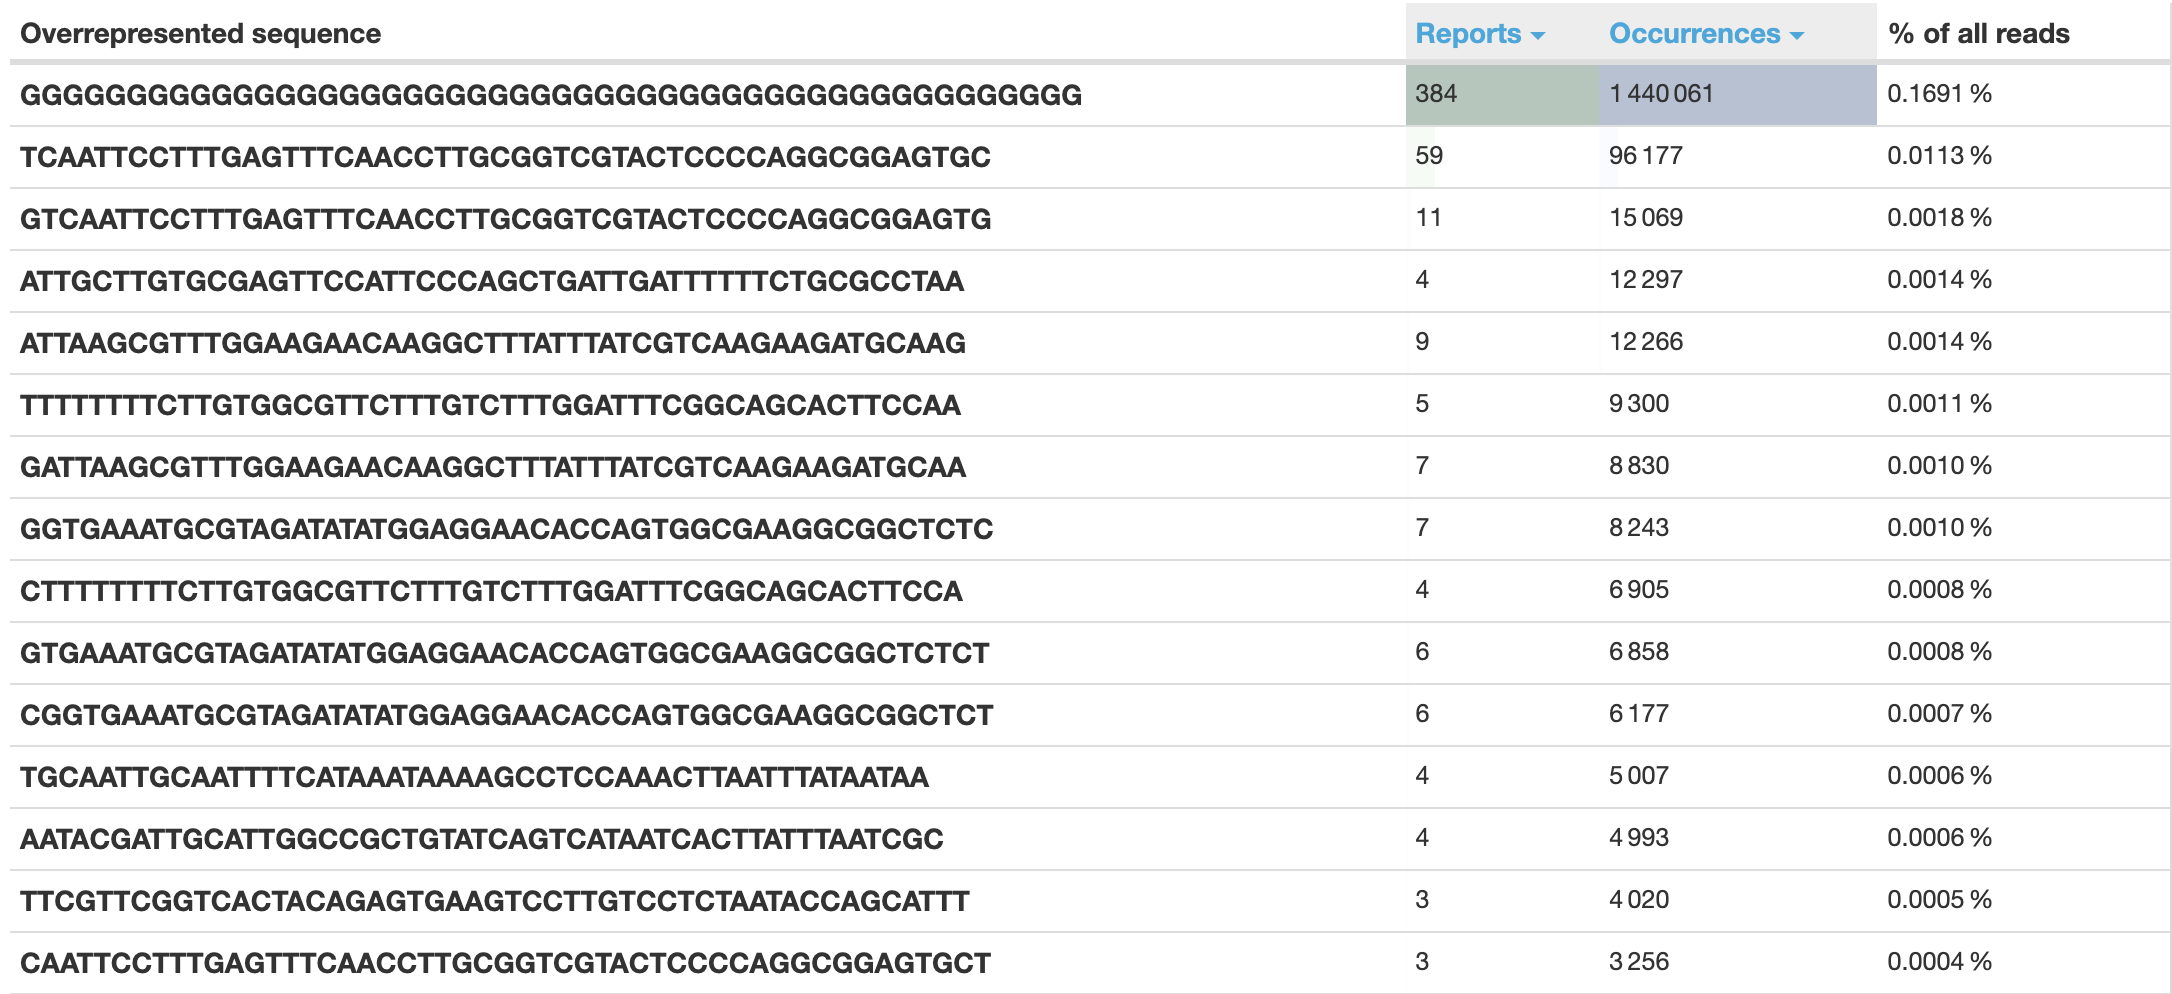 Overrepresented sequence Reports Occurrences % of all reads
GGGGGGGGGGGGGGGGGGGGGGGGGGGGGGGGGGGGGGGGGGGGGGGGGG 384 1 440 061 0.1691 %
TCAATTCCTTTGAGTTTCAACCTTGCGGTCGTACTCCCCAGGCGGAGTGC 59 96 177 0.0113 %
GTCAATTCCTTTGAGTTTCAACCTTGCGGTCGTACTCCCCAGGCGGAGTG 11 15 069 0.0018 %
ATTGCTTGTGCGAGTTCCATTCCCAGCTGATTGATTTTTTCTGCGCCTAA 4 12 297 0.0014 %
ATTAAGCGTTTGGAAGAACAAGGCTTTATTTATCGTCAAGAAGATGCAAG 9 12 266 0.0014 %
TTTTTTTTCTTGTGGCGTTCTTTGTCTTTGGATTTCGGCAGCACTTCCAA 5 9 300 0.0011 %
GATTAAGCGTTTGGAAGAACAAGGCTTTATTTATCGTCAAGAAGATGCAA 7 8 830 0.0010 %
GGTGAAATGCGTAGATATATGGAGGAACACCAGTGGCGAAGGCGGCTCTC 7 8 243 0.0010 %
CTTTTTTTTCTTGTGGCGTTCTTTGTCTTTGGATTTCGGCAGCACTTCCA 4 6 905 0.0008 %
GTGAAATGCGTAGATATATGGAGGAACACCAGTGGCGAAGGCGGCTCTCT 6 6 858 0.0008 %
CGGTGAAATGCGTAGATATATGGAGGAACACCAGTGGCGAAGGCGGCTCT 6 6 177 0.0007 %
TGCAATTGCAATTTTCATAAATAAAAGCCTCCAAACTTAATTTATAATAA 4 5 007 0.0006 %
AATACGATTGCATTGGCCGCTGTATCAGTCATAATCACTTATTTAATCGC 4 4 993 0.0006 %
TTCGTTCGGTCACTACAGAGTGAAGTCCTTGTCCTCTAATACCAGCATTT 3 4 020 0.0005 %
CAATTCCTTTGAGTTTCAACCTTGCGGTCGTACTCCCCAGGCGGAGTGCT 3 3 256 0.0004 %